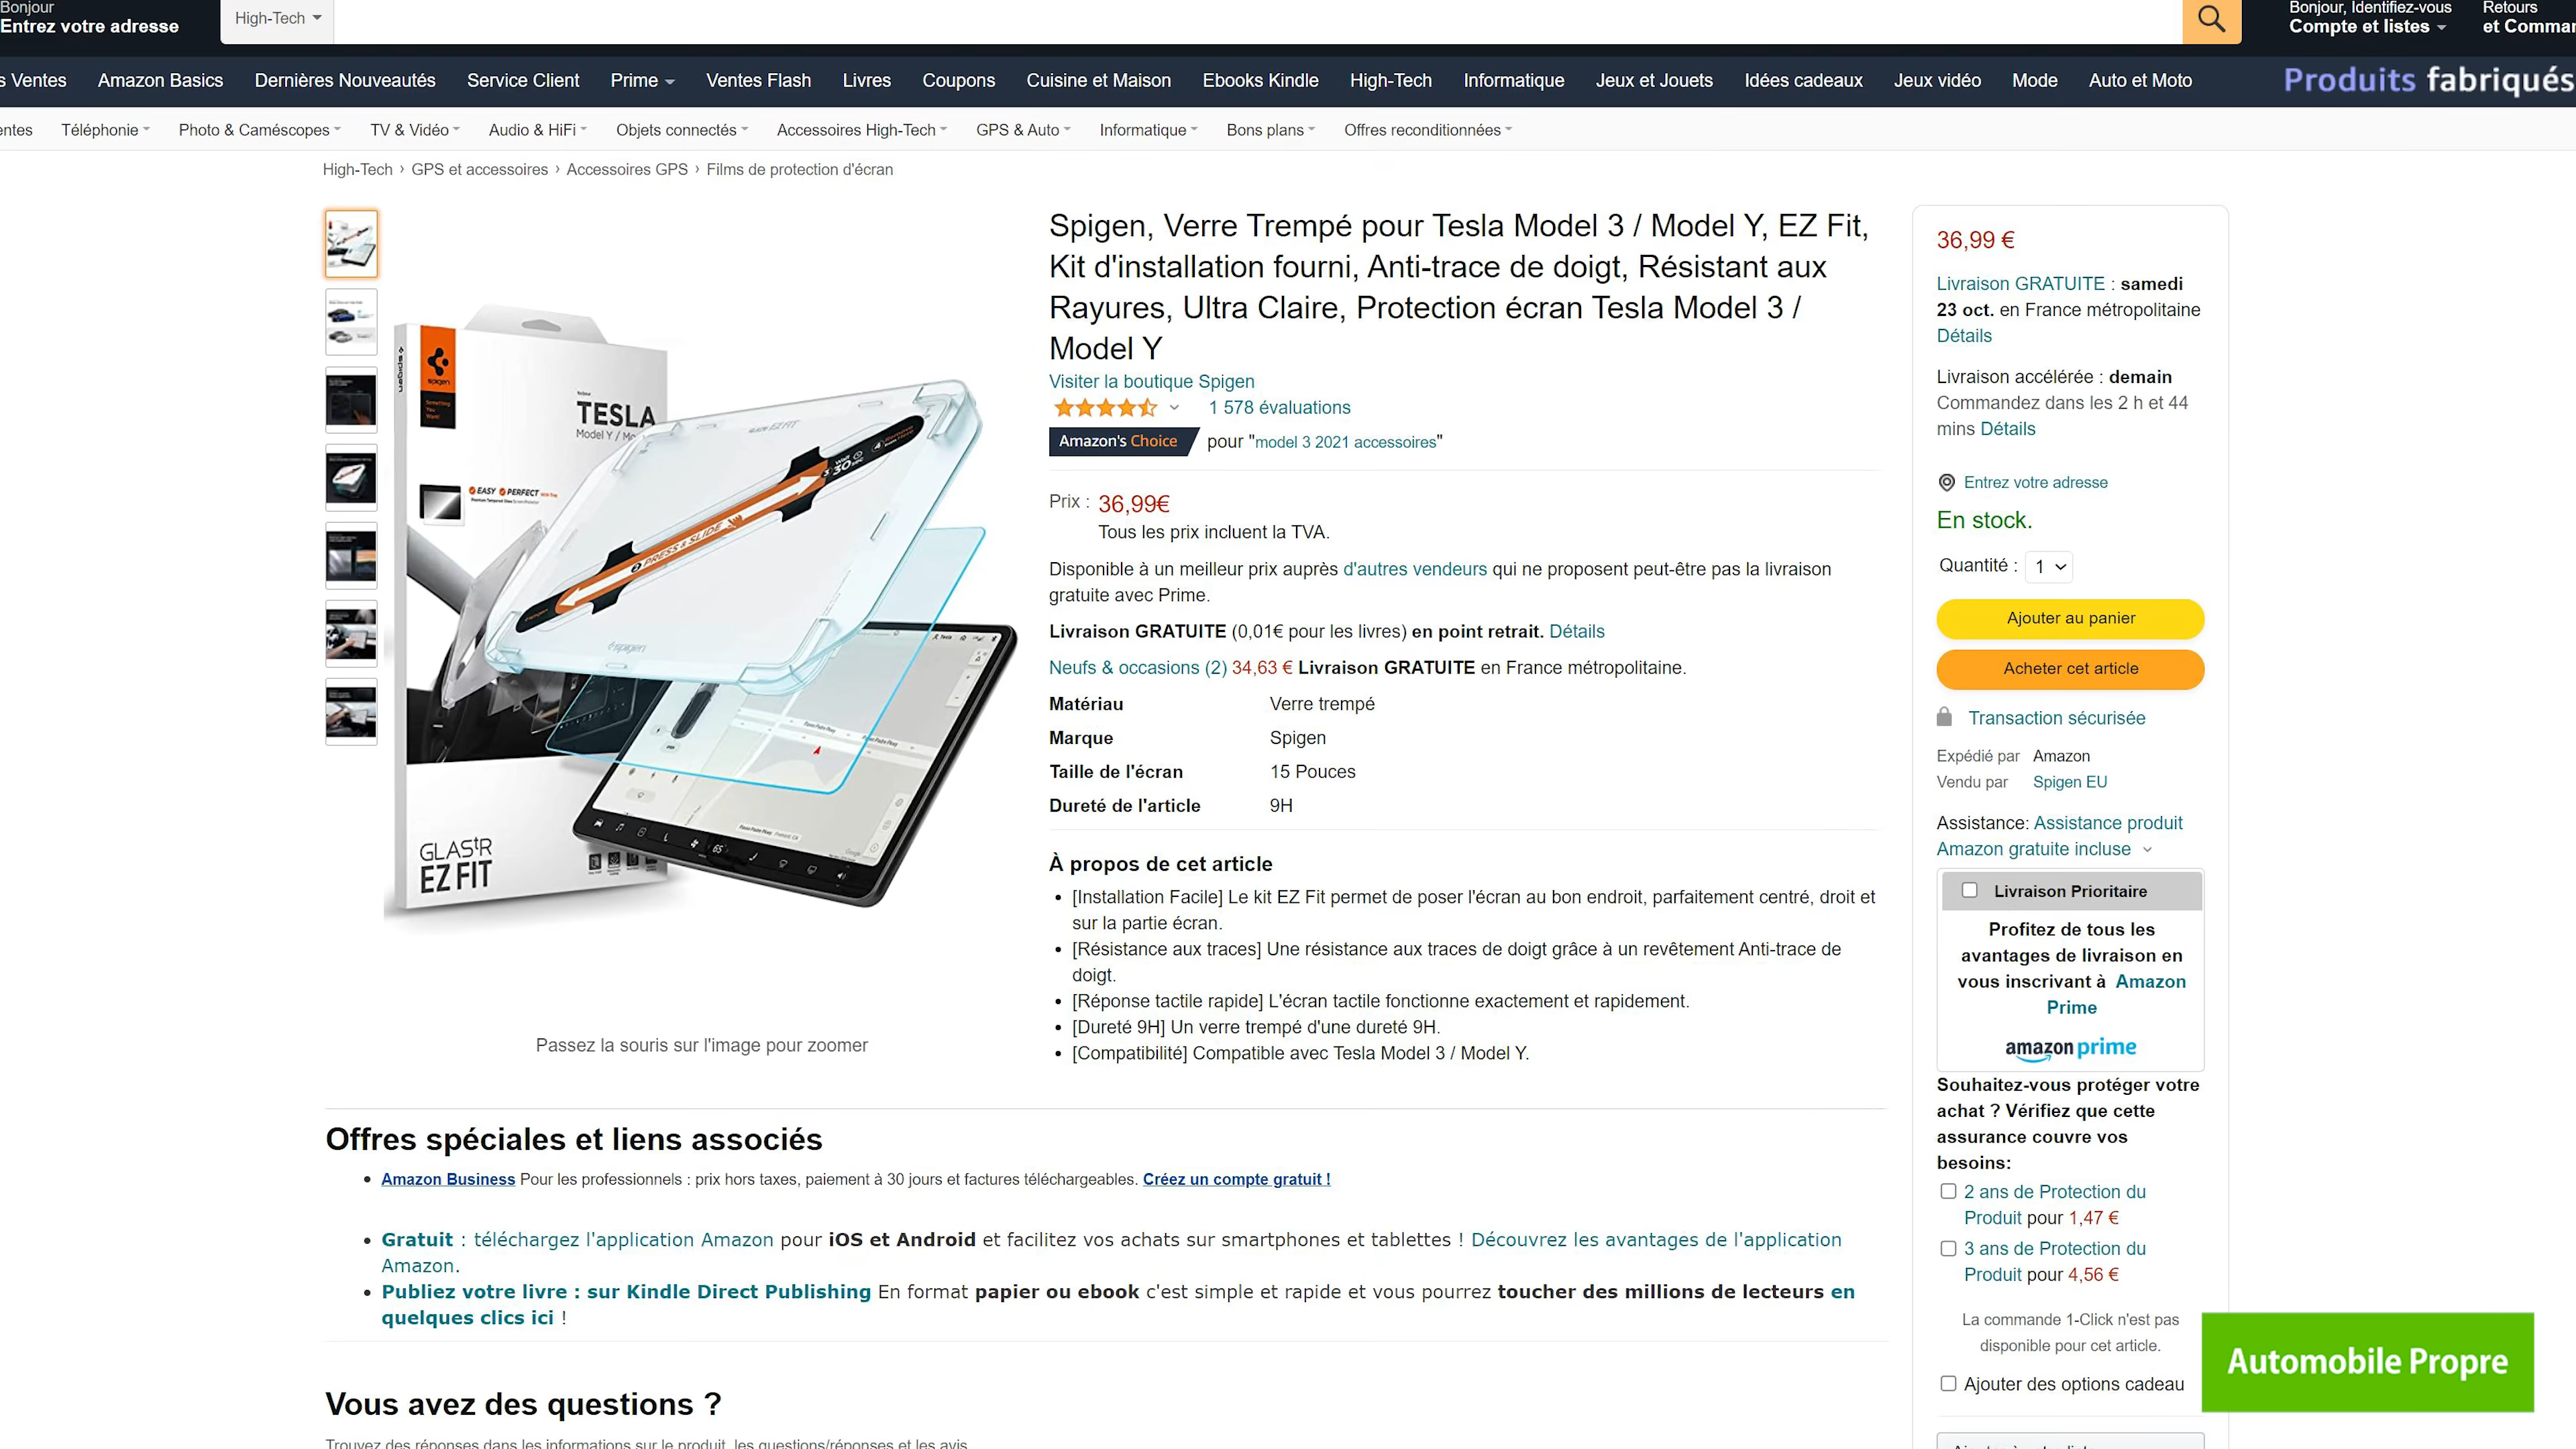 Bonjour
Entrez votre adresse
High-Tech
Bonjour, Identifiez-vous
Compte et listes
Retours
et Comman
s Ventes
Amazon Basics
Dernières Nouveautés
Service Client
Prime
Ventes Flash
Livres
Coupons
Cuisine et Maison
Ebooks Kindle
High-Tech
Informatique
Jeux et Jouets
Idées cadeaux
Jeux vidéo
Mode
Auto et Moto
Produits fabriqués
entes
Téléphonie
Photo & Caméscopes
TV & Vidéo
Audio & HiFi
Objets connectés
Accessoires High-Tech
GPS & Auto
Informatique
Bons plans
Offres reconditionnées
High-Tech › GPS et accessoires › Accessoires GPS › Films de protection d'écran
spigen
spigen
Something
You
Want!
TESLA
Model Y / Mo
EASY PERFECT
2 PRESS & SLIDE
30
EZ FIT
spigen
spigen
65
GLAStR
EZ FIT
Passez la souris sur l'image pour zoomer
Spigen, Verre Trempé pour Tesla Model 3 / Model Y, EZ Fit,
Kit d'installation fourni, Anti-trace de doigt, Résistant aux
Rayures, Ultra Claire, Protection écran Tesla Model 3 /
Model Y
Visiter la boutique Spigen
1 578 évaluations
Amazon's Choice pour "model 3 2021 accessoires"
Prix : 36,99€
Tous les prix incluent la TVA.
Disponible à un meilleur prix auprès d'autres vendeurs qui ne proposent peut-être pas la livraison
gratuite avec Prime.
Livraison GRATUITE (0,01€ pour les livres) en point retrait. Détails
Neufs & occasions (2) 34,63 € Livraison GRATUITE en France métropolitaine.
Matériau Verre trempé
Marque Spigen
Taille de l'écran 15 Pouces
Dureté de l'article 9H
À propos de cet article
• [Installation Facile] Le kit EZ Fit permet de poser l'écran au bon endroit, parfaitement centré, droit et
sur la partie écran.
• [Résistance aux traces] Une résistance aux traces de doigt grâce à un revêtement Anti-trace de
doigt.
• [Réponse tactile rapide] L'écran tactile fonctionne exactement et rapidement.
• [Dureté 9H] Un verre trempé d'une dureté 9H.
• [Compatibilité] Compatible avec Tesla Model 3 / Model Y.
36,99 €
Livraison GRATUITE : samedi
23 oct. en France métropolitaine
Détails
Livraison accélérée : demain
Commandez dans les 2 h et 44
mins Détails
Entrez votre adresse
En stock.
Quantité : 1
Ajouter au panier
Acheter cet article
Transaction sécurisée
Expédié par Amazon
Vendu par Spigen EU
Assistance: Assistance produit
Amazon gratuite incluse
Livraison Prioritaire
Profitez de tous les
avantages de livraison en
vous inscrivant à Amazon
Prime
amazon prime
Souhaitez-vous protéger votre
achat ? Vérifiez que cette
assurance couvre vos
besoins:
2 ans de Protection du
Produit pour 1,47 €
3 ans de Protection du
Produit pour 4,56 €
La commande 1-Click n'est pas
disponible pour cet article.
Ajouter des options cadeau
Offres spéciales et liens associés
• Amazon Business Pour les professionnels : prix hors taxes, paiement à 30 jours et factures téléchargeables. Créez un compte gratuit !
• Gratuit : téléchargez l'application Amazon pour iOS et Android et facilitez vos achats sur smartphones et tablettes ! Découvrez les avantages de l'application
Amazon.
• Publiez votre livre : sur Kindle Direct Publishing En format papier ou ebook c'est simple et rapide et vous pourrez toucher des millions de lecteurs en
quelques clics ici !
Vous avez des questions ?
Trouvez des réponses dans les informations sur le produit, les questions/réponses et les avis
Automobile Propre